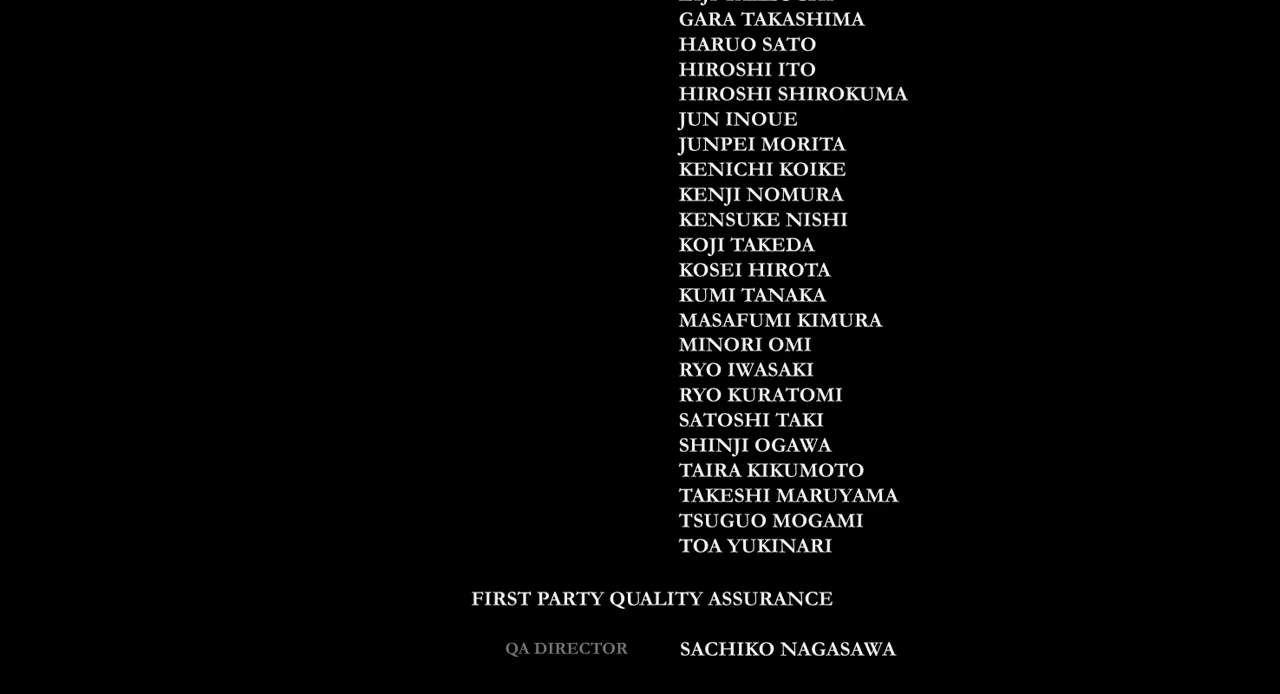 GARA TAKASHIMA
HARUO SATO
HIROSHI ITO
HIROSHI SHIROKUMA
JUN INOUE
JUNPEI MORITA
KENICHI KOIKE
KENJI NOMURA
KENSUKE NISHI
KOJI TAKEDA
KOSEI HIROTA
KUMI TANAKA
MASAFUMI KIMURA
MINORI OMI
RYO IWASAKI
RYO KURATOMI
SATOSHI TAKI
SHINJI OGAWA
TAIRA KIKUMOTO
TAKESHI MARUYAMA
TSUGUO MOGAMI
TOA YUKINARI
FIRST PARTY QUALITY ASSURANCE
QA DIRECTOR SACHIKO NAGASAWA